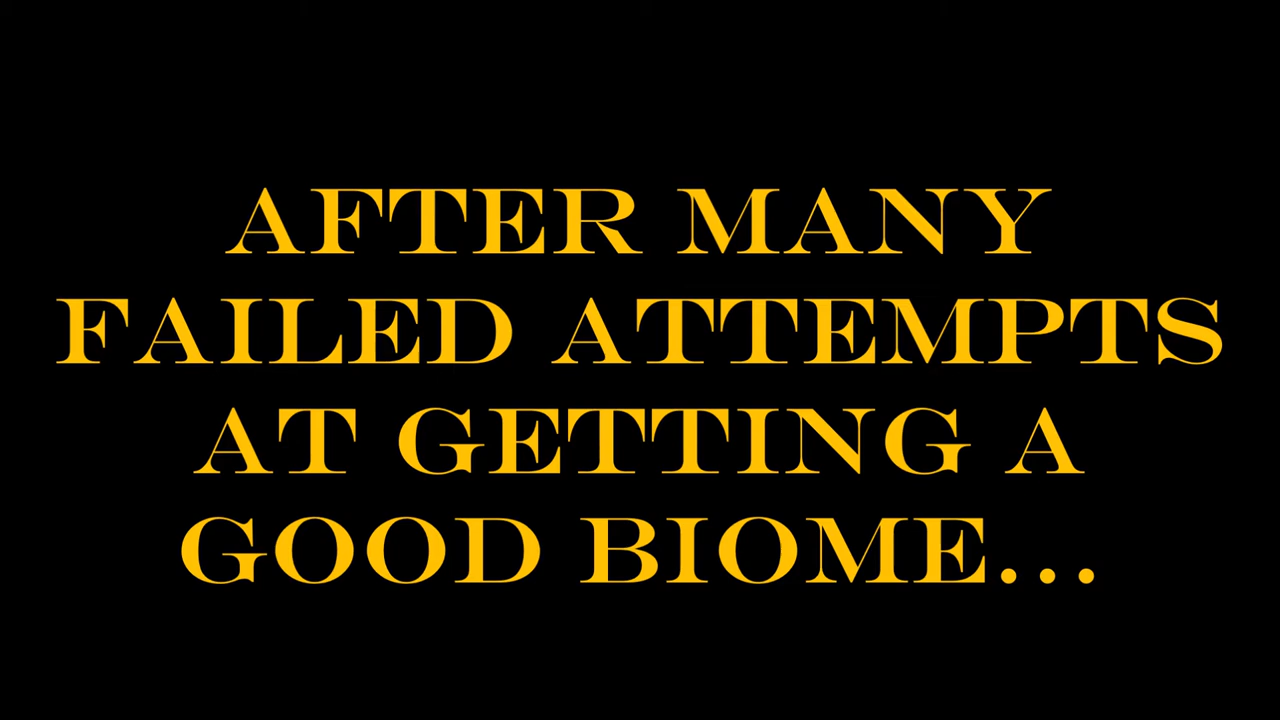 AFTER MANY
FAILED ATTEMPTS
AT GETTING A
GOOD BIOME...